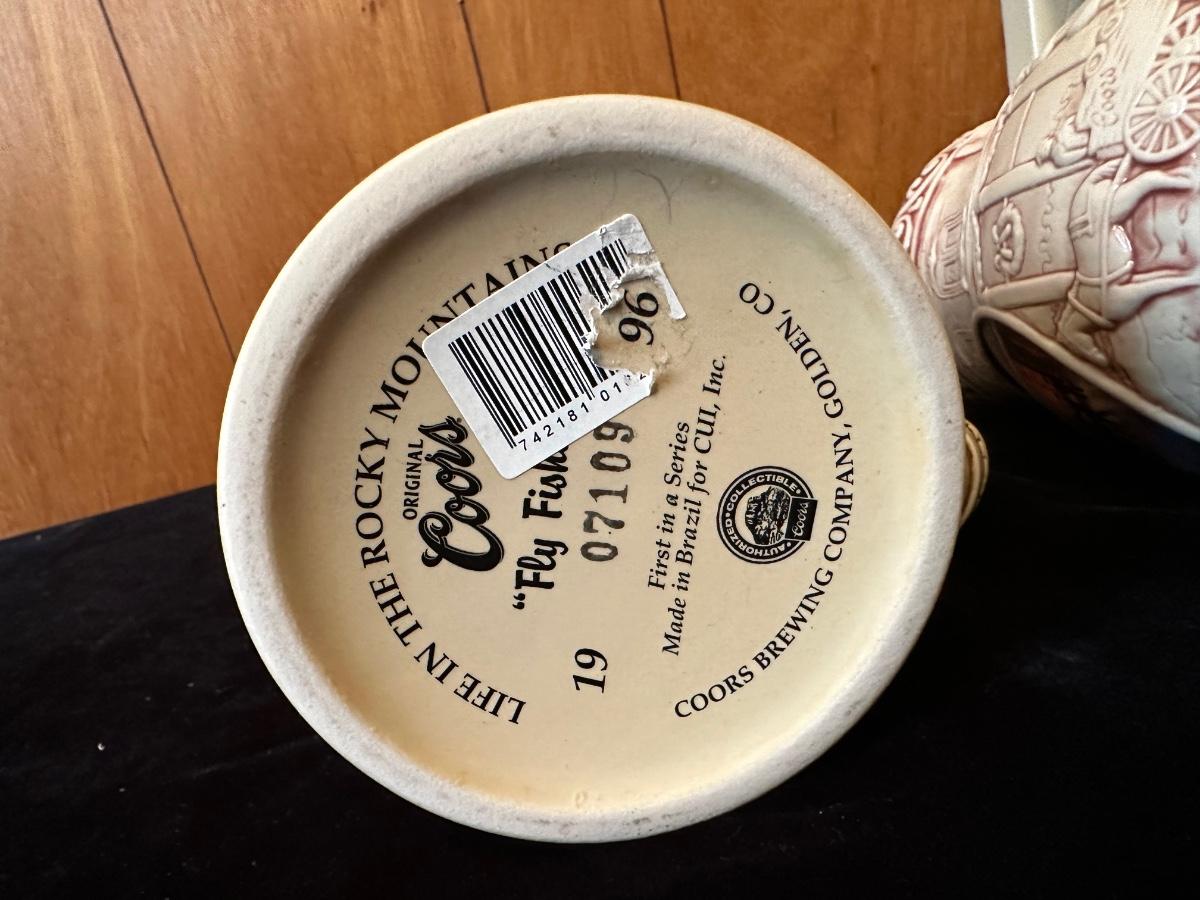 LIFE IN THE ROCKY MOUNTAINS
ORIGINAL
Coors
"Fly Fish
07109
19 96
742181 01
First in a Series
Made in Brazil for CUI, Inc.
AUTHORIZED • COLLECTIBLE •
Coors
COORS BREWING COMPANY, GOLDEN, CO
Coors